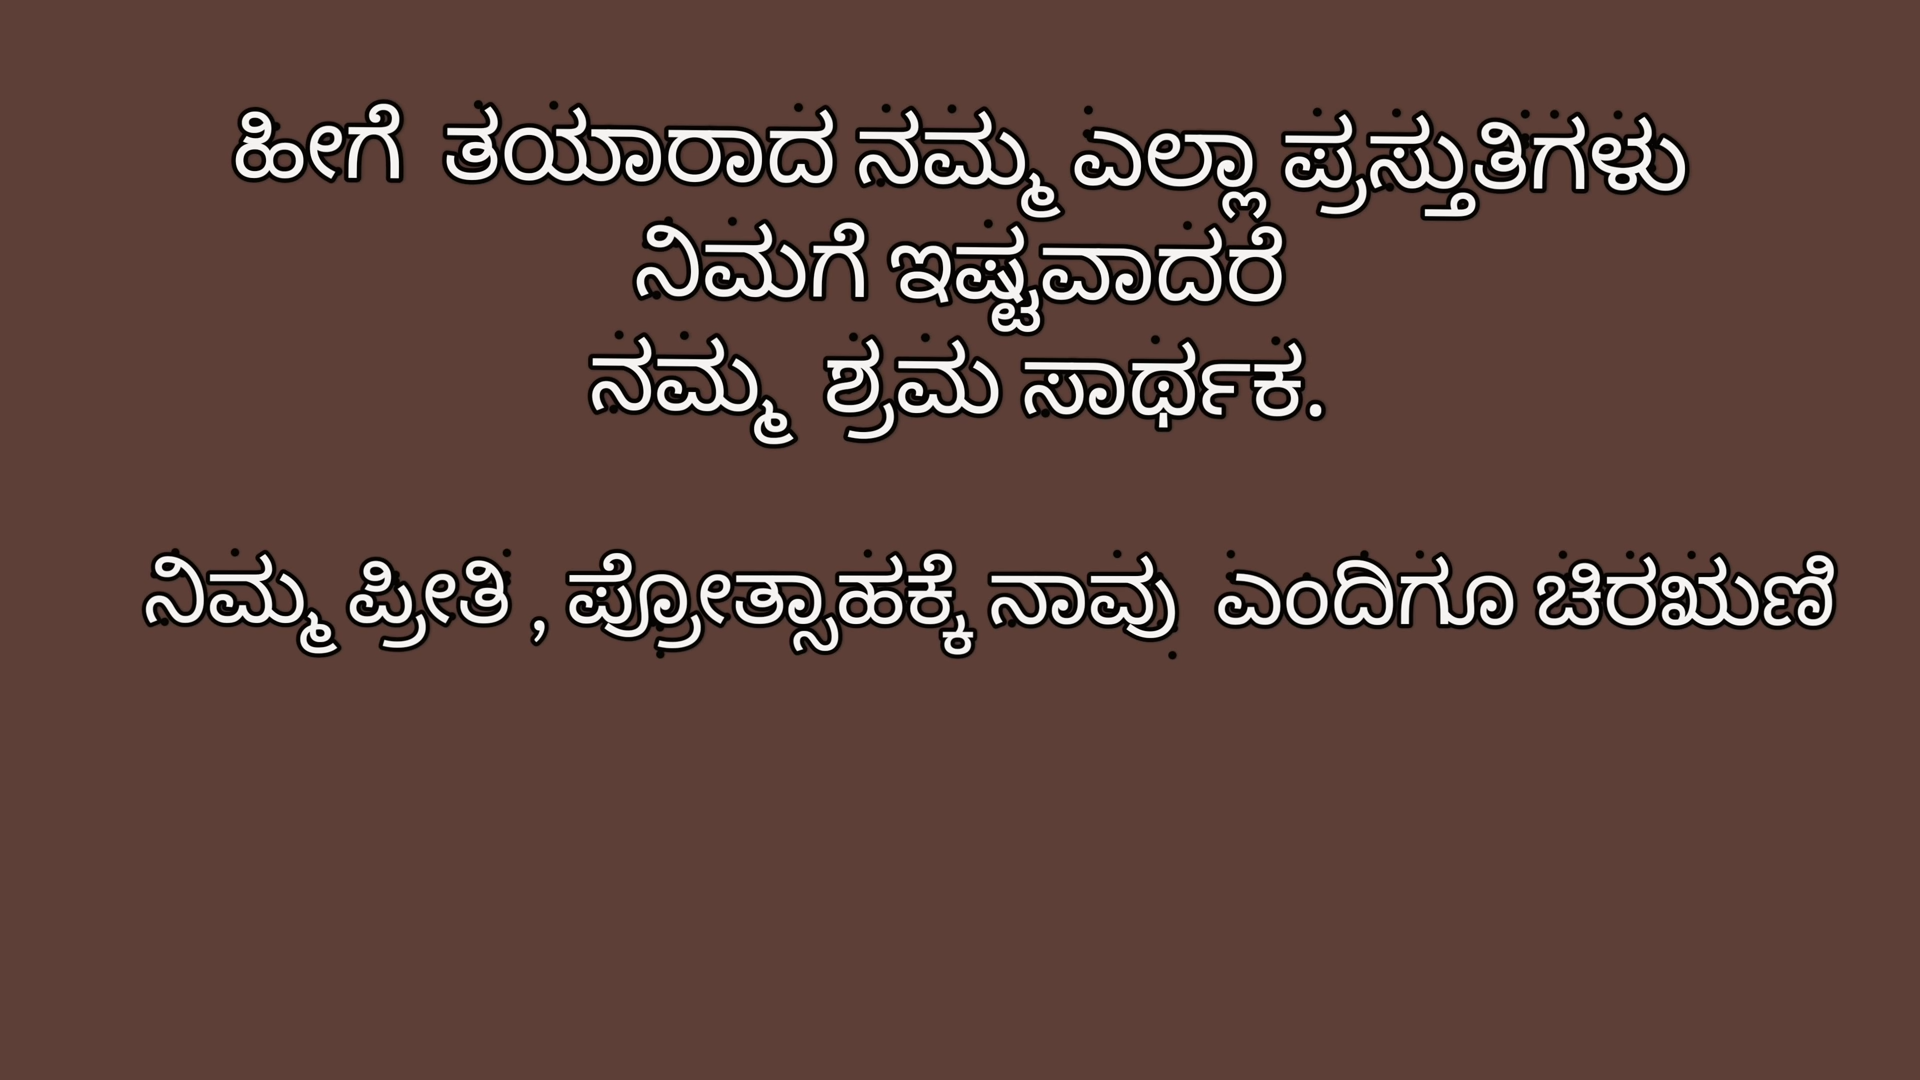 ಹೀಗೆ ತಯಾರಾದ ನಮ್ಮ ಎಲ್ಲಾ ಪ್ರಸ್ತುತಿಗಳು
ನಿಮಗೆ ಇಷ್ಟವಾದರೆ
ನಮ್ಮ ಶ್ರಮ ಸಾರ್ಥಕ.
ನಿಮ್ಮ ಪ್ರೀತಿ , ಪ್ರೋತ್ಸಾಹಕ್ಕೆ ನಾವು ಎಂದಿಗೂ ಚಿರಋಣಿ